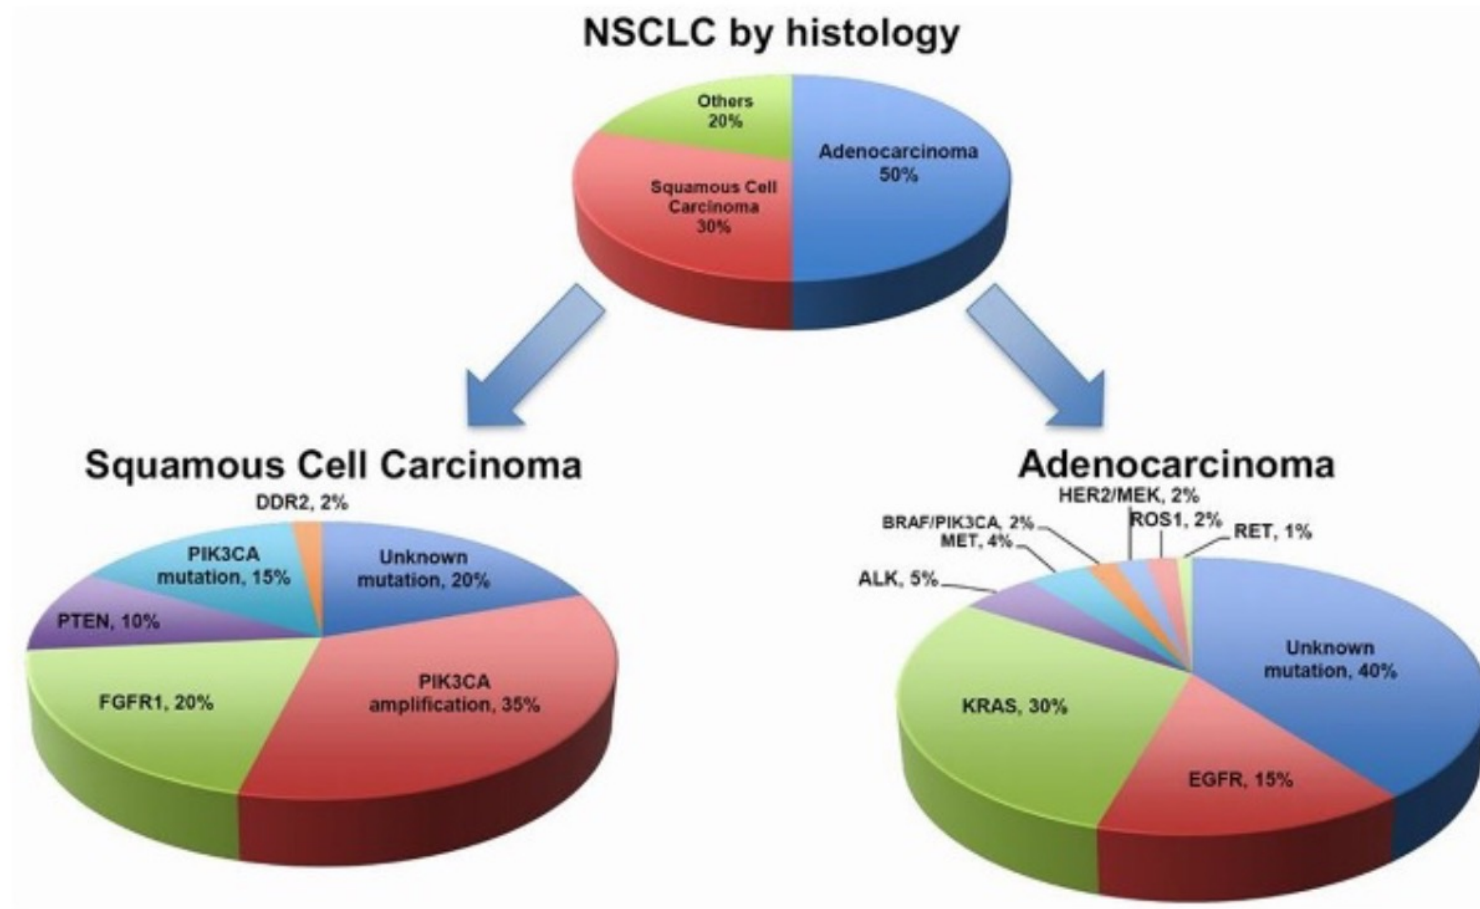 NSCLC by histology
Others
20%
Adenocarcinoma
50%
Squamous Cell
Carcinoma
30%
Squamous Cell Carcinoma
DDR2, 2%
PIK3CA
mutation, 15%
Unknown
mutation, 20%
PTEN, 10%
FGFR1, 20%
PIK3CA
amplification, 35%
Adenocarcinoma
HER2/MEK, 2%
BRAF/PIK3CA, 2%
ROS1, 2%
RET, 1%
MET, 4%
ALK, 5%
Unknown
mutation, 40%
KRAS, 30%
EGFR, 15%